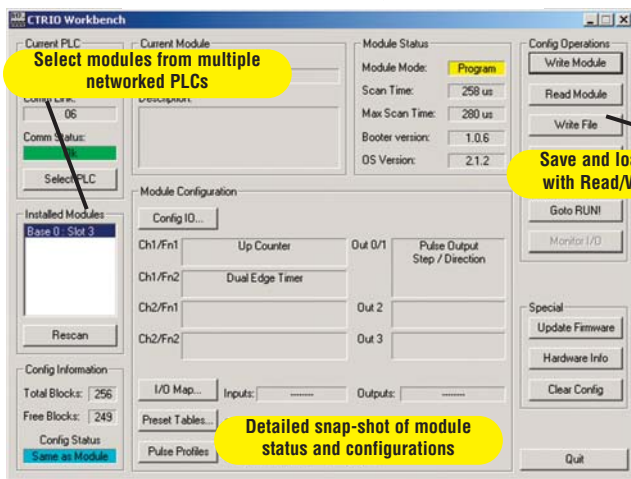 CTRIO Workbench
Current PLC
Select modules from multiple
networked PLCs
Comm Link:
06
Comm Status:
Select PLC
Installed Modules
Base 0 : Slot 3
Rescan
Config Information
Total Blocks: 256
Free Blocks: 249
Config Status
Same as Module
Current Module
Description:
Module Status
Module Mode: Program
Scan Time: 258 us
Max Scan Time: 280 us
Booter version: 1.0.6
OS Version: 2.1.2
Module Configuration
Config IO...
Ch1/Fn1 Up Counter Out 0/1 Pulse Output
Step / Direction
Ch1/Fn2 Dual Edge Timer
Ch2/Fn1 Out 2
Ch2/Fn2 Out 3
I/O Map... Inputs: -------- Outputs: --------
Preset Tables...
Pulse Profiles
Detailed snap-shot of module
status and configurations
Config Operations
Write Module
Read Module
Write File
Save and loa
with Read/
Goto RUN!
Monitor I/O
Special
Update Firmware
Hardware Info
Clear Config
Quit